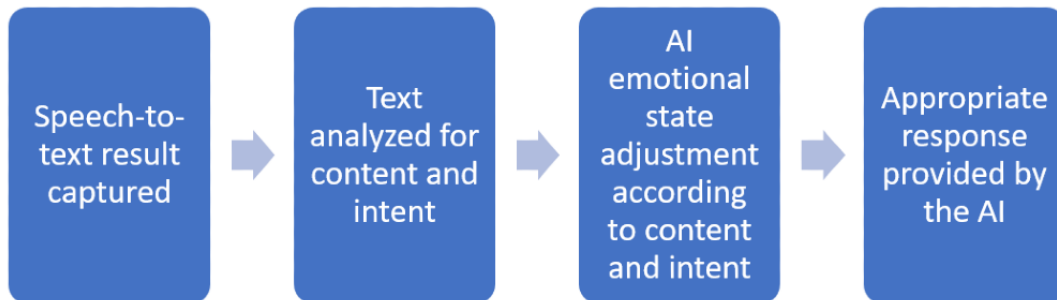 Speech-to-
text result
captured
Text
analyzed for
content and
intent
AI
emotional
state
adjustment
according
to content
and intent
Appropriate
response
provided by
the AI